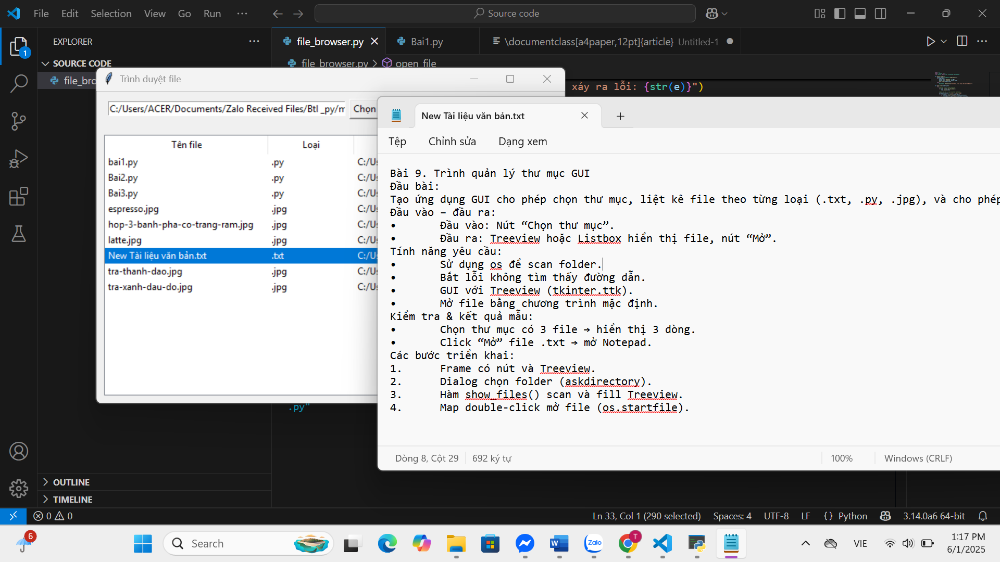 File Edit Selection View Go Run ···
Source code
EXPLORER
file_browser.py
Bai1.py
\documentclass[a4paper,12pt]{article} Untitled-1
1
SOURCE CODE
file_browser.py > open_file
file_bro
Trình duyệt file
xảy ra lỗi: {str(e)}")
C:/Users/ACER/Documents/Zalo Received Files/Btl _py/m
Chọn
Tên file Loại
bai1.py .py C:/Us
Bai2.py .py C:/Us
Bai3.py .py C:/Us
espresso.jpg .jpg C:/Us
hop-3-banh-pha-co-trang-ram.jpg .jpg C:/Us
latte.jpg .jpg C:/Us
New Tài liệu văn bản.txt .txt C:/Us
tra-thanh-dao.jpg .jpg C:/Us
tra-xanh-dau-do.jpg .jpg C:/Us
.py"
New Tài liệu văn bản.txt
Tệp Chỉnh sửa Dạng xem
Bài 9. Trình quản lý thư mục GUI
Đầu bài:
Tạo ứng dụng GUI cho phép chọn thư mục, liệt kê file theo từng loại (.txt, .py, .jpg), và cho phép
Đầu vào – đầu ra:
• Đầu vào: Nút “Chọn thư mục”.
• Đầu ra: Treeview hoặc Listbox hiển thị file, nút “Mở”.
Tính năng yêu cầu:
• Sử dụng os để scan folder.
• Bắt lỗi không tìm thấy đường dẫn.
• GUI với Treeview (tkinter.ttk).
• Mở file bằng chương trình mặc định.
Kiểm tra & kết quả mẫu:
• Chọn thư mục có 3 file → hiển thị 3 dòng.
• Click “Mở” file .txt → mở Notepad.
Các bước triển khai:
1. Frame có nút và Treeview.
2. Dialog chọn folder (askdirectory).
3. Hàm show_files() scan và fill Treeview.
4. Map double-click mở file (os.startfile).
Dòng 8, Cột 29 692 ký tự 100% Windows (CRLF)
OUTLINE
TIMELINE
0 0
Ln 33, Col 1 (290 selected) Spaces: 4 UTF-8 LF {} Python 3.14.0a6 64-bit
6
Search
W
Zalo
T
VIE
1:17 PM
6/1/2025